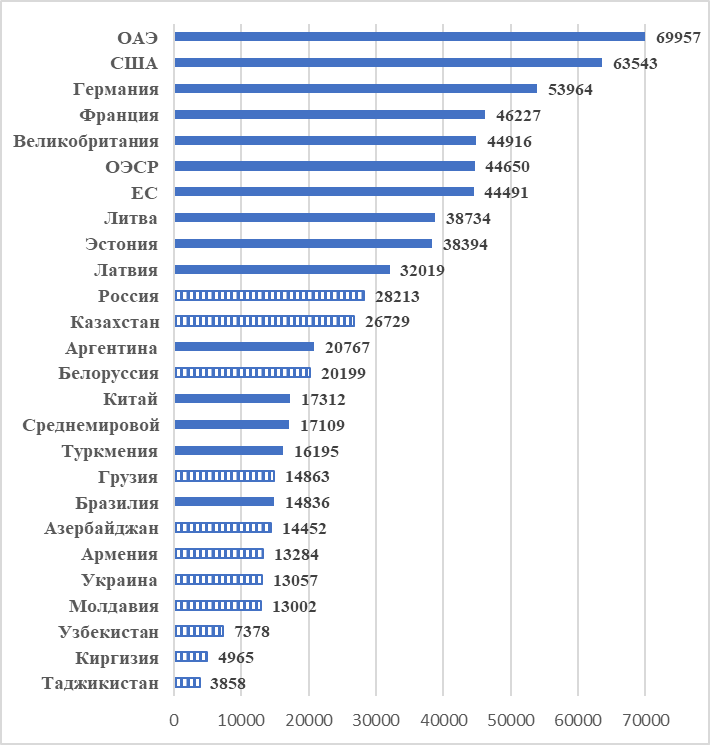 ОАЭ 69957
США 63543
Германия 53964
Франция 46227
Великобритания 44916
ОЭСР 44650
ЕС 44491
Литва 38734
Эстония 38394
Латвия 32019
Россия 28213
Казахстан 26729
Аргентина 20767
Белоруссия 20199
Китай 17312
Среднемировой 17109
Туркмения 16195
Грузия 14863
Бразилия 14836
Азербайджан 14452
Армения 13284
Украина 13057
Молдавия 13002
Узбекистан 7378
Киргизия 4965
Таджикистан 3858
0 10000 20000 30000 40000 50000 60000 70000